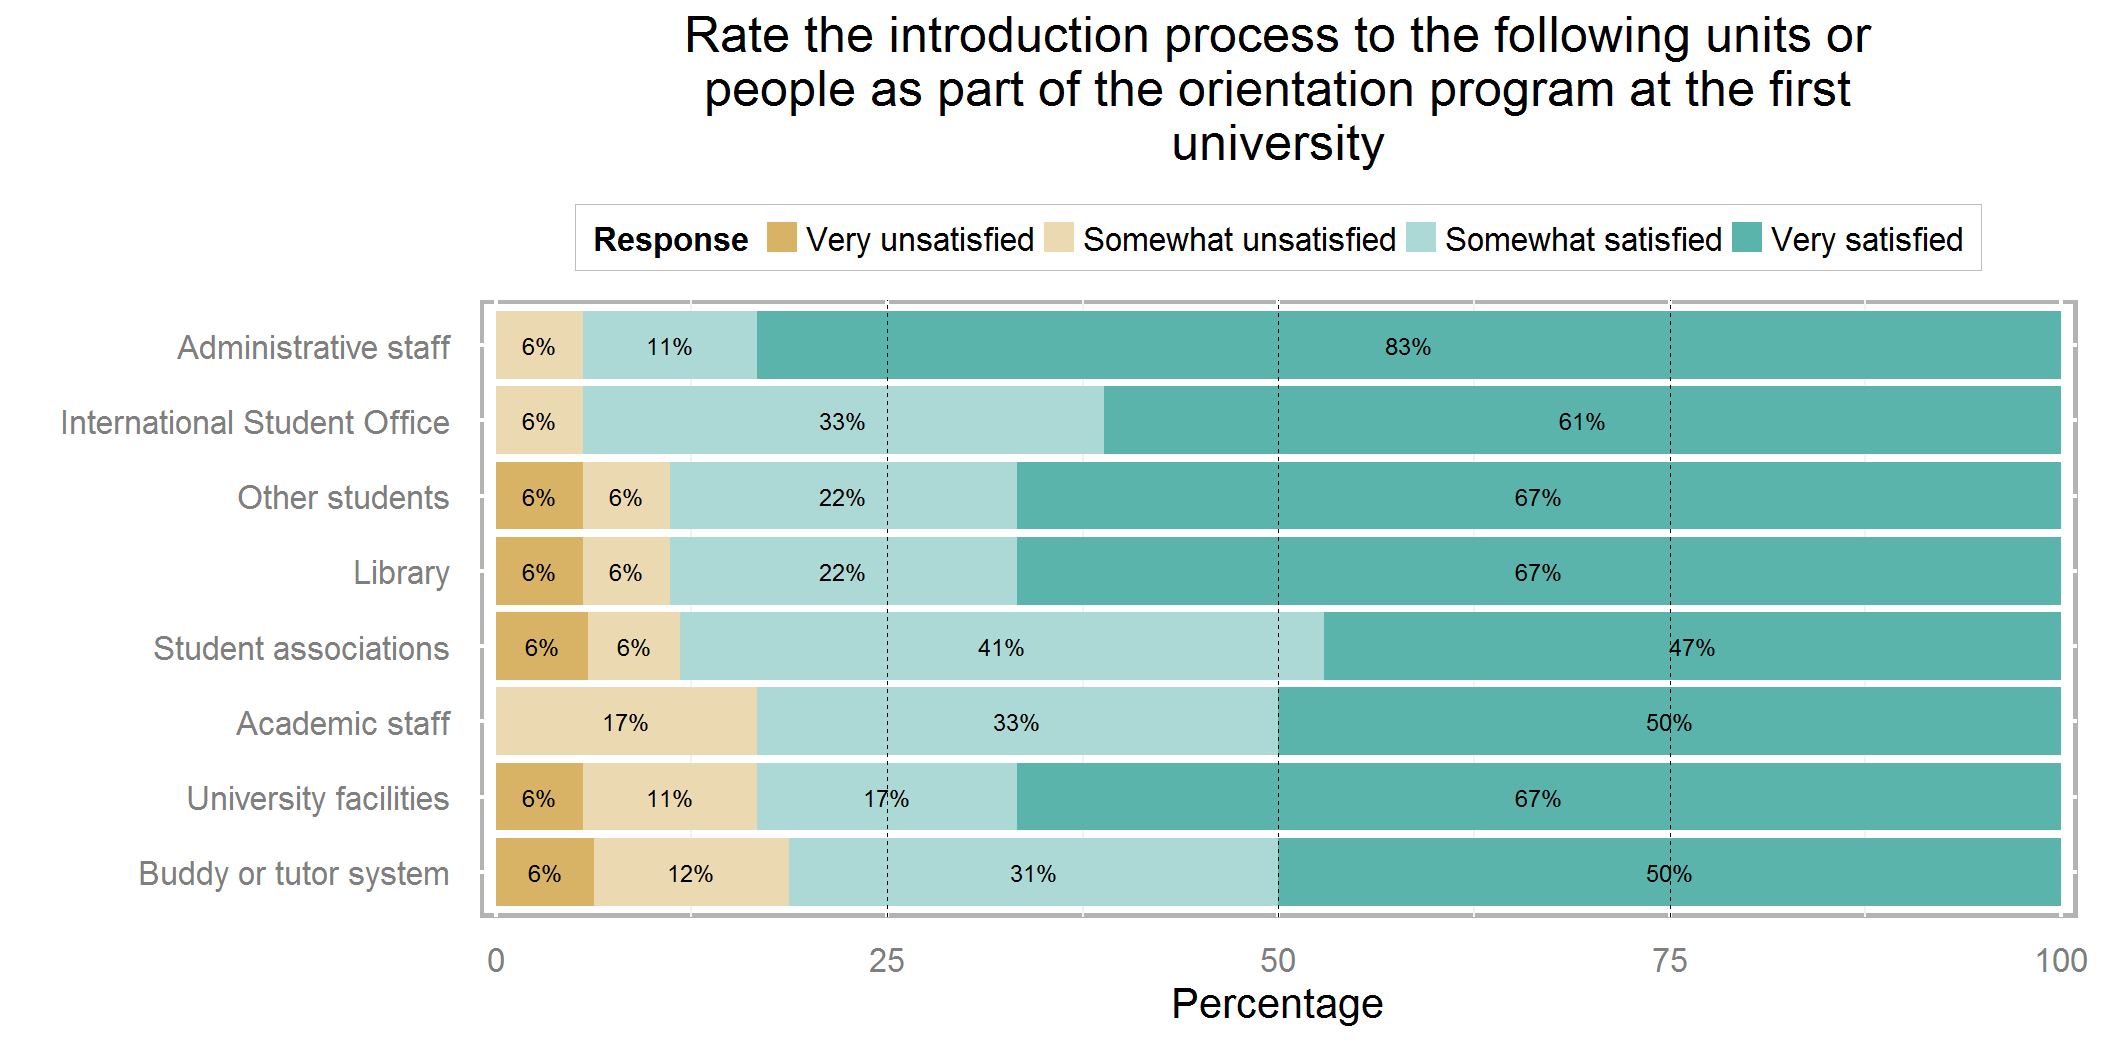 Rate the introduction process to the following units or
people as part of the orientation program at the first
university
Response Very unsatisfied Somewhat unsatisfied Somewhat satisfied Very satisfied
Administrative staff 6% 11% 83%
International Student Office 6% 33% 61%
Other students 6% 6% 22% 67%
Library 6% 6% 22% 67%
Student associations 6% 6% 41% 47%
Academic staff 17% 33% 50%
University facilities 6% 11% 17% 67%
Buddy or tutor system 6% 12% 31% 50%
0 25 50 75 100
Percentage